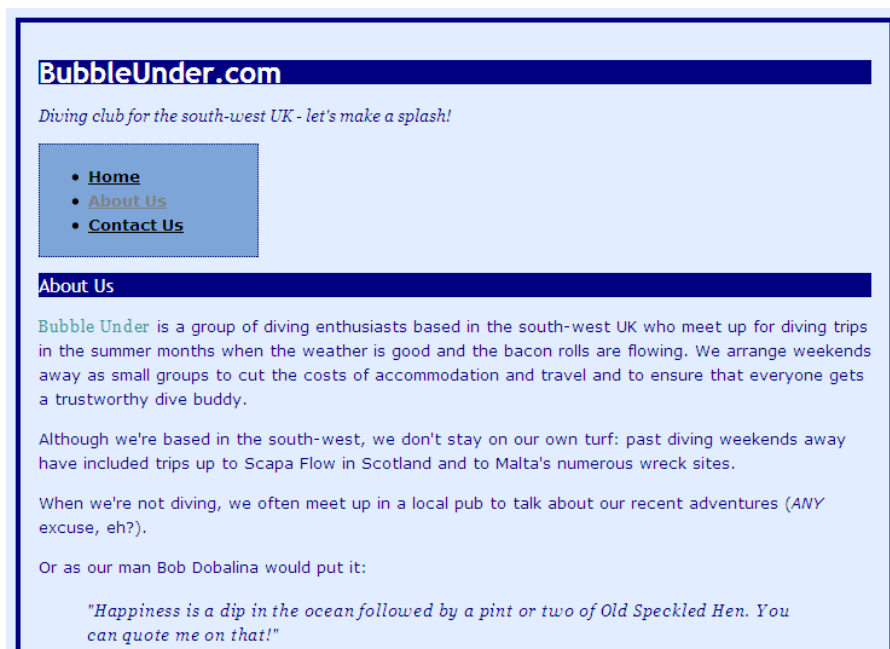 BubbleUnder.com
Diving club for the south-west UK - let's make a splash!
Home
About Us
Contact Us
About Us
Bubble Under is a group of diving enthusiasts based in the south-west UK who meet up for diving trips
in the summer months when the weather is good and the bacon rolls are flowing. We arrange weekends
away as small groups to cut the costs of accommodation and travel and to ensure that everyone gets
a trustworthy dive buddy.
Although we're based in the south-west, we don't stay on our own turf: past diving weekends away
have included trips up to Scapa Flow in Scotland and to Malta's numerous wreck sites.
When we're not diving, we often meet up in a local pub to talk about our recent adventures (ANY
excuse, eh?).
Or as our man Bob Dobalina would put it:
"Happiness is a dip in the ocean followed by a pint or two of Old Speckled Hen. You
can quote me on that!"